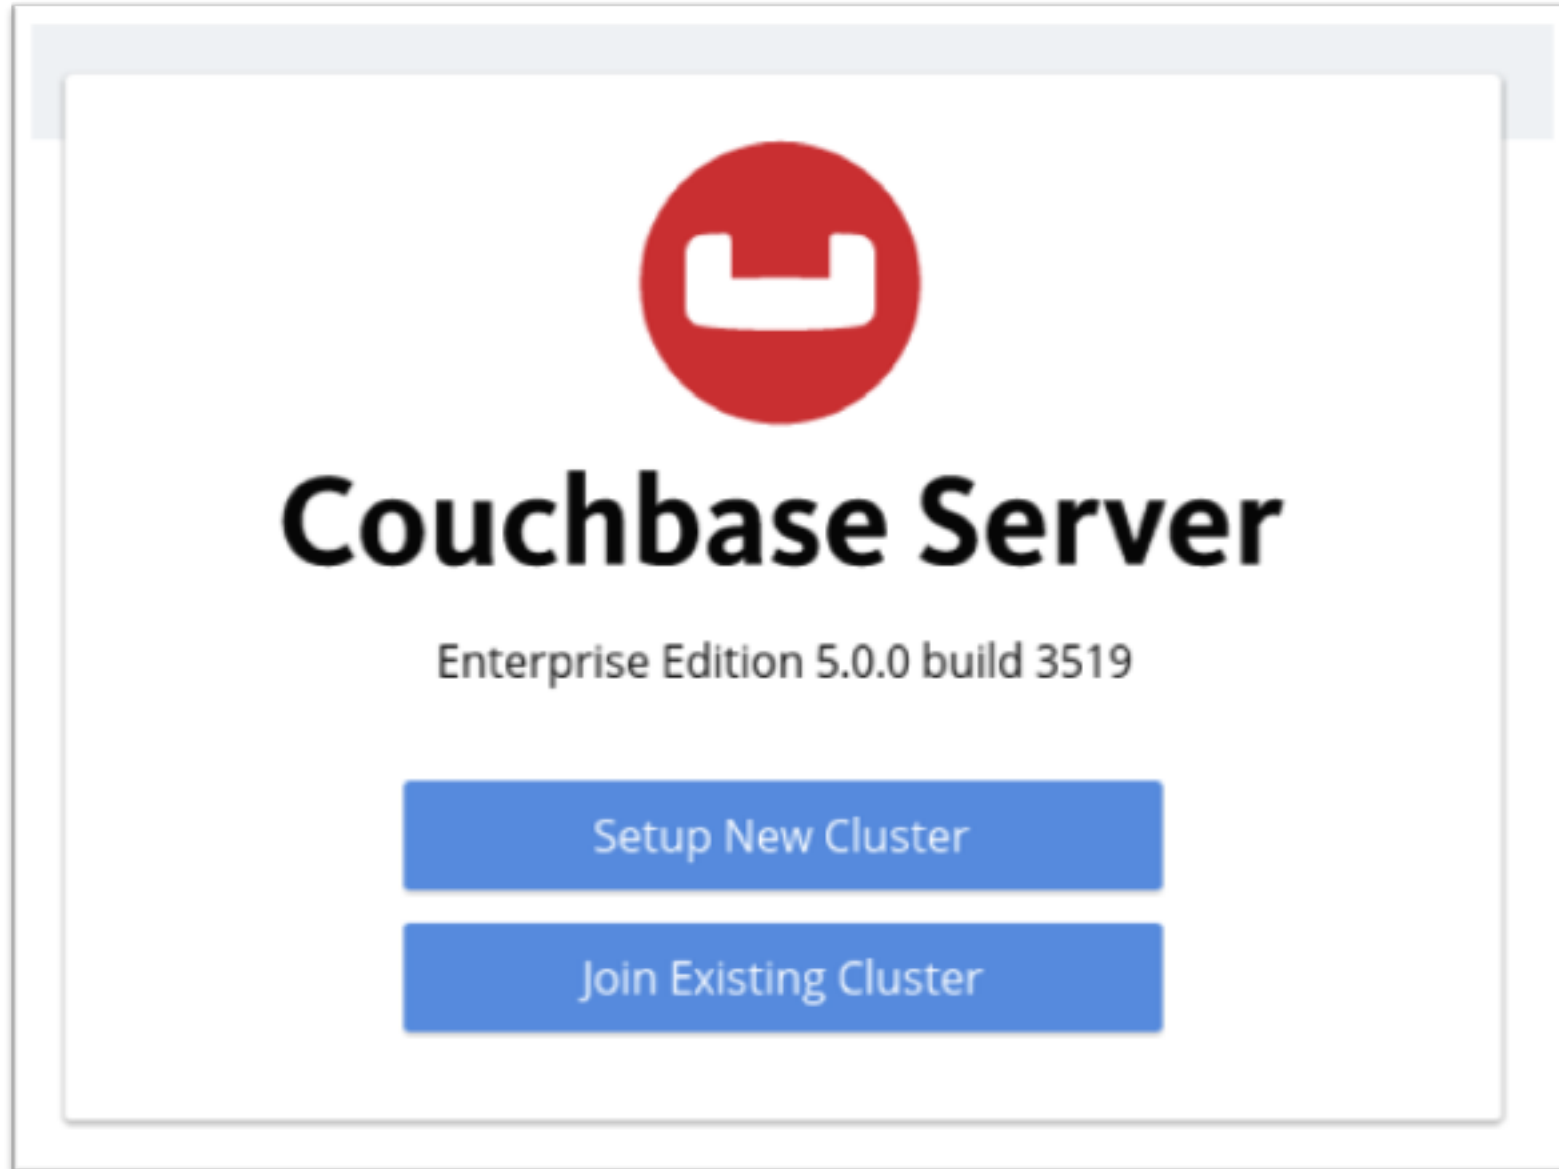 Couchbase Server
Enterprise Edition 5.0.0 build 3519
Setup New Cluster
Join Existing Cluster